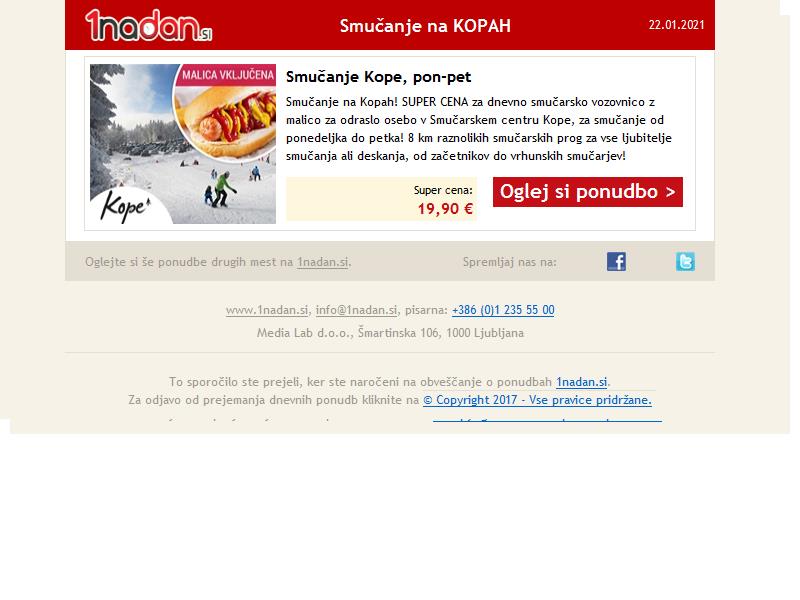 1nadan.si
Smučanje na KOPAH
22.01.2021
MALICA VKLJUČENA
Kope
Smučanje Kope, pon-pet
Smučanje na Kopah! SUPER CENA za dnevno smučarsko vozovnico z
malico za odraslo osebo v Smučarskem centru Kope, za smučanje od
ponedeljka do petka! 8 km raznolikih smučarskih prog za vse ljubitelje
smučanja ali deskanja, od začetnikov do vrhunskih smučarjev!
Super cena:
19,90 €
Oglej si ponudbo >
Oglejte si še ponudbe drugih mest na 1nadan.si.
Spremljaj nas na:
www.1nadan.si, info@1nadan.si, pisarna: +386 (0)1 235 55 00
Media Lab d.o.o., Šmartinska 106, 1000 Ljubljana
To sporočilo ste prejeli, ker ste naročeni na obveščanje o ponudbah 1nadan.si.
Za odjavo od prejemanja dnevnih ponudb kliknite na © Copyright 2017 - Vse pravice pridržane.